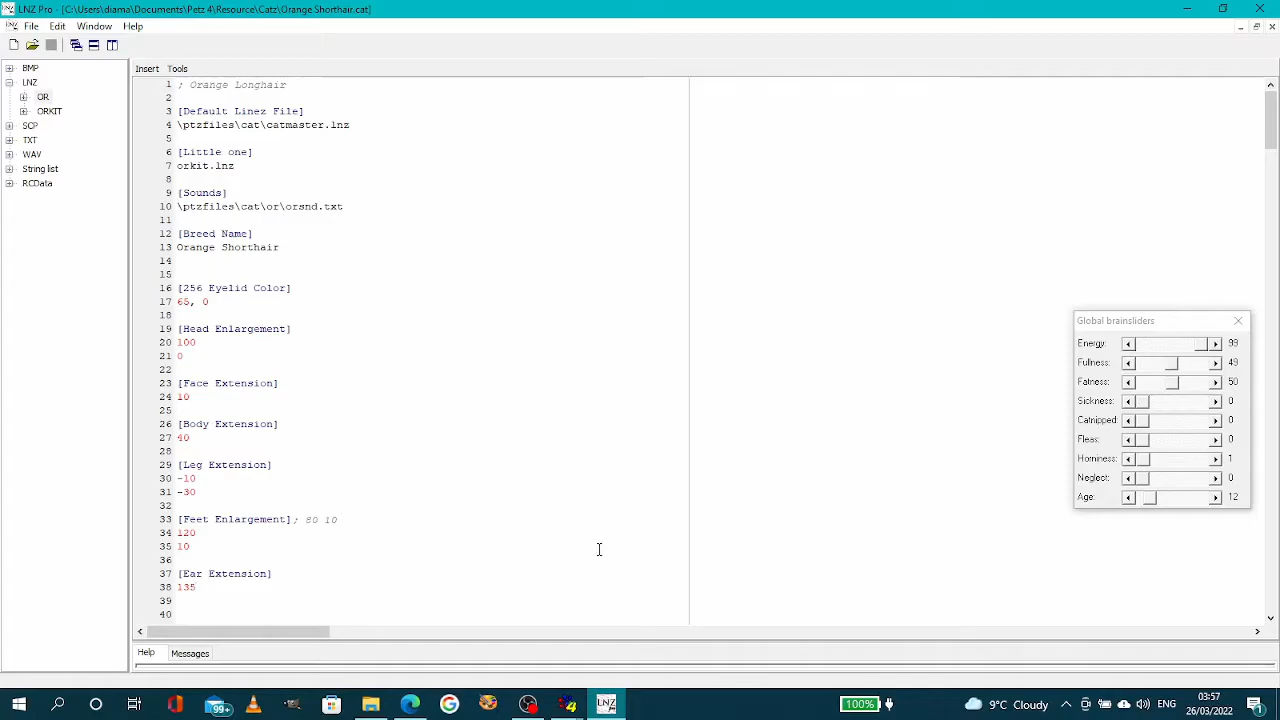 LNZ Pro - [C:\Users\diama\Documents\Petz 4\Resource\Catz\Orange Shorthair.cat]
File Edit Window Help
BMP
LNZ
OR
ORKIT
SCP
TXT
WAV
String list
RCData
Insert Tools
1 ; Orange Longhair
2
3 [Default Linez File]
4 \ptzfiles\cat\catmaster.lnz
5
6 [Little one]
7 orkit.lnz
8
9 [Sounds]
10 \ptzfiles\cat\or\orsnd.txt
11
12 [Breed Name]
13 Orange Shorthair
14
15
16 [256 Eyelid Color]
17 65, 0
18
19 [Head Enlargement]
20 100
21 0
22
23 [Face Extension]
24 10
25
26 [Body Extension]
27 40
28
29 [Leg Extension]
30 -10
31 -30
32
33 [Feet Enlargement]; 80 10
34 120
35 10
36
37 [Ear Extension]
38 135
39
40
Global brainsliders
Energy: 99
Fullness: 49
Fatness: 50
Sickness: 0
Catnipped: 0
Fleas: 0
Horniness: 1
Neglect: 0
Age: 12
Help Messages
99+
4
LNZ
100%
9°C Cloudy
ENG
03:57
26/03/2022
1